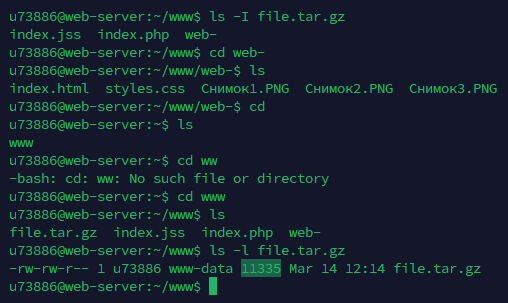 u73886@web-server:~/www$ ls -I file.tar.gz
index.jss  index.php  web-
u73886@web-server:~/www$ cd web-
u73886@web-server:~/www/web-$ ls
index.html  styles.css  Снимок1.PNG  Снимок2.PNG  Снимок3.PNG
u73886@web-server:~/www/web-$ cd
u73886@web-server:~$ ls
www
u73886@web-server:~$ cd ww
-bash: cd: ww: No such file or directory
u73886@web-server:~$ cd www
u73886@web-server:~/www$ ls
file.tar.gz  index.jss  index.php  web-
u73886@web-server:~/www$ ls -l file.tar.gz
-rw-rw-r-- 1 u73886 www-data 11335 Mar 14 12:14 file.tar.gz
u73886@web-server:~/www$